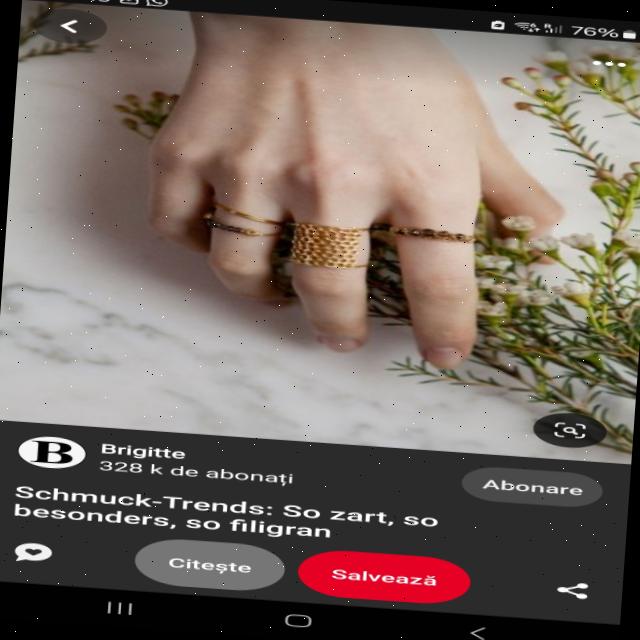 76%
B
Brigitte
328 k de abonați
Abonare
Schmuck-Trends: So zart, so
besonders, so filigran
Citește
Salvează